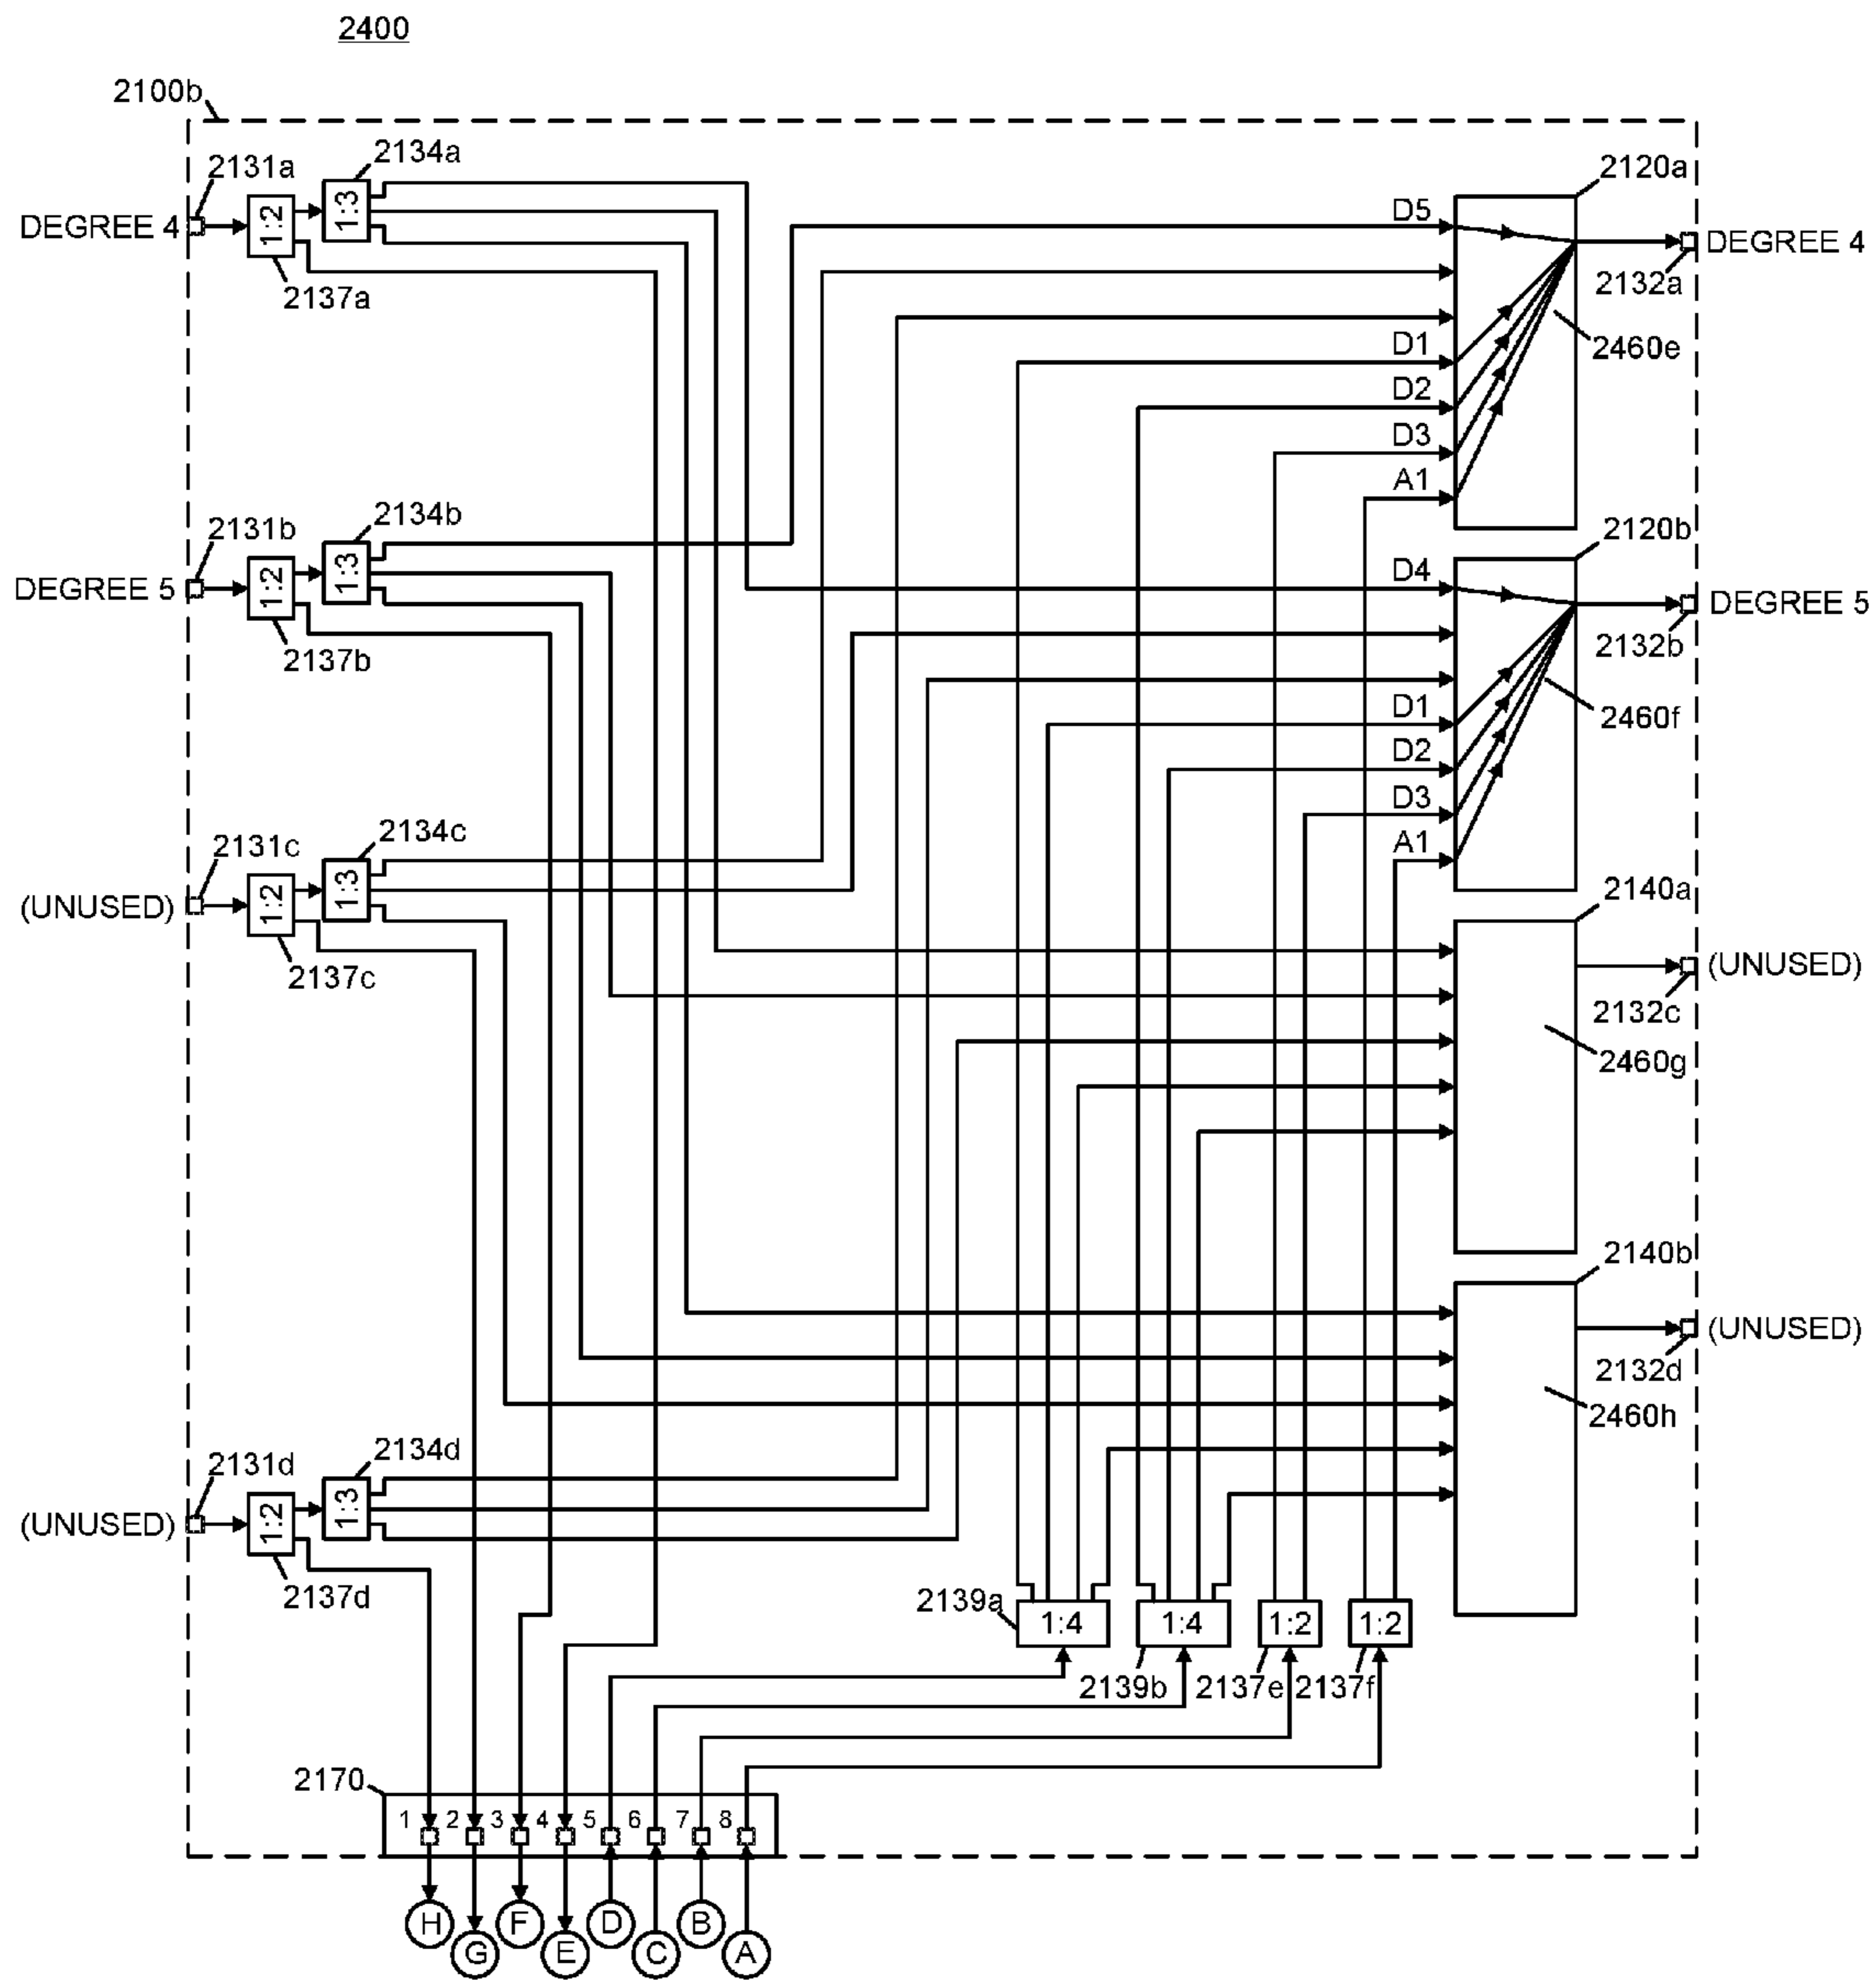 2400
2100b
2131a
2134a
2120a
DEGREE 4
1:2
1:3
D5
DEGREE 4
2137a
2132a
D1
2460e
D2
D3
A1
2131b
2134b
2120b
DEGREE 5
1:2
1:3
D4
DEGREE 5
2137b
2132b
D1
2460f
D2
D3
2131c
2134c
A1
2140a
(UNUSED)
1:2
1:3
(UNUSED)
2137c
2132c
2460g
2140b
(UNUSED)
2132d
2460h
2131d
2134d
(UNUSED)
1:2
1:3
2137d
2139a
1:4
1:4
1:2
1:2
2139b
2137e
2137f
2170
1 2 3 4 5 6 7 8
H F D B
G E C A